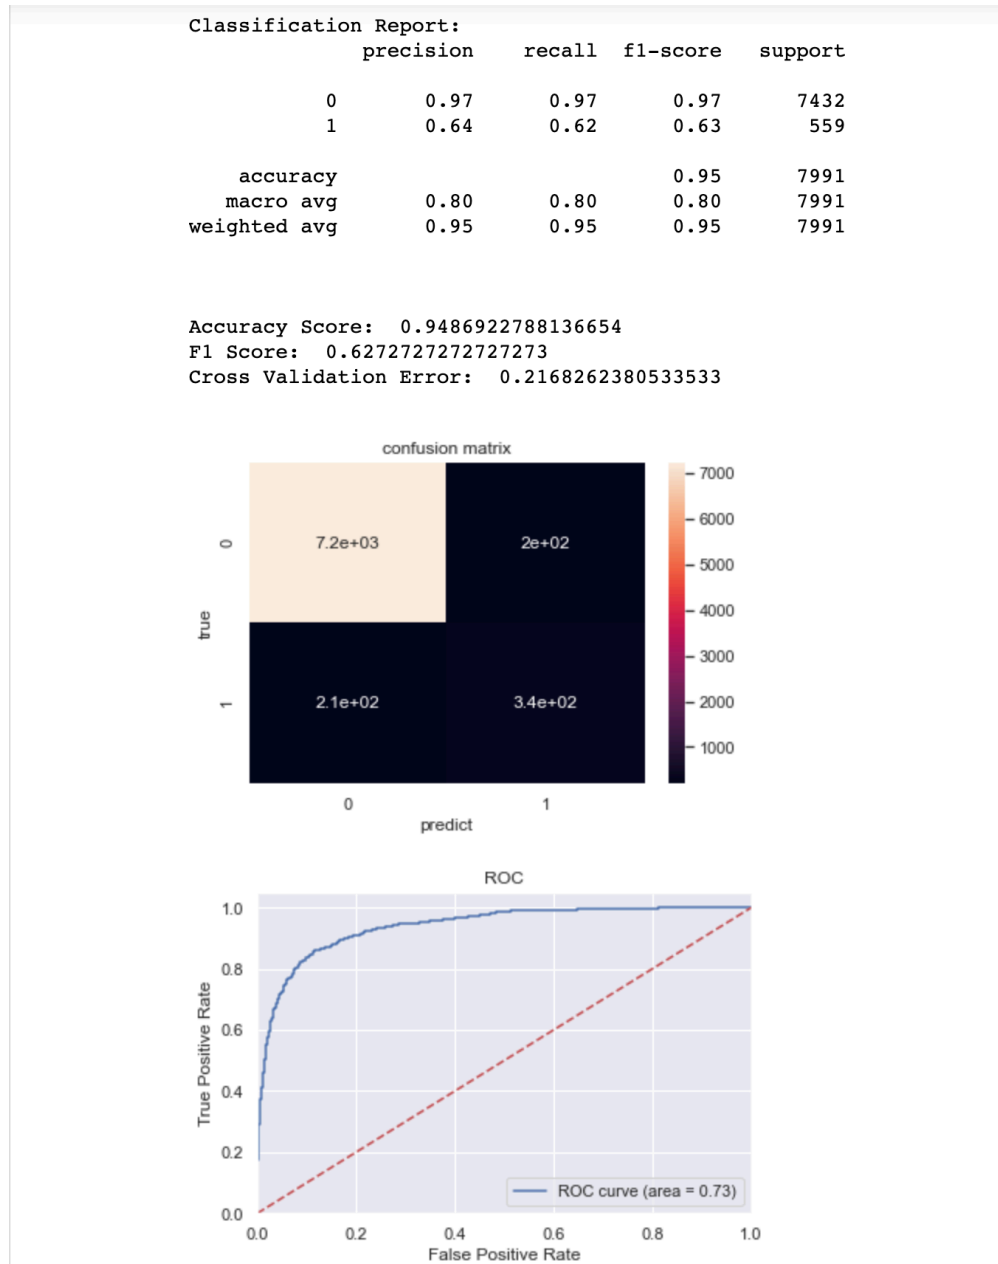 Classification Report:
precision recall f1-score support
0 0.97 0.97 0.97 7432
1 0.64 0.62 0.63 559
accuracy 0.95 7991
macro avg 0.80 0.80 0.80 7991
weighted avg 0.95 0.95 0.95 7991
Accuracy Score: 0.9486922788136654
F1 Score: 0.6272727272727273
Cross Validation Error: 0.2168262380533533
confusion matrix
7000
6000
5000
4000
3000
2000
1000
true
0
1
7.2e+03 2e+02
2.1e+02 3.4e+02
0 1
predict
ROC
True Positive Rate
1.0
0.8
0.6
0.4
0.2
0.0
ROC curve (area = 0.73)
0.0 0.2 0.4 0.6 0.8 1.0
False Positive Rate